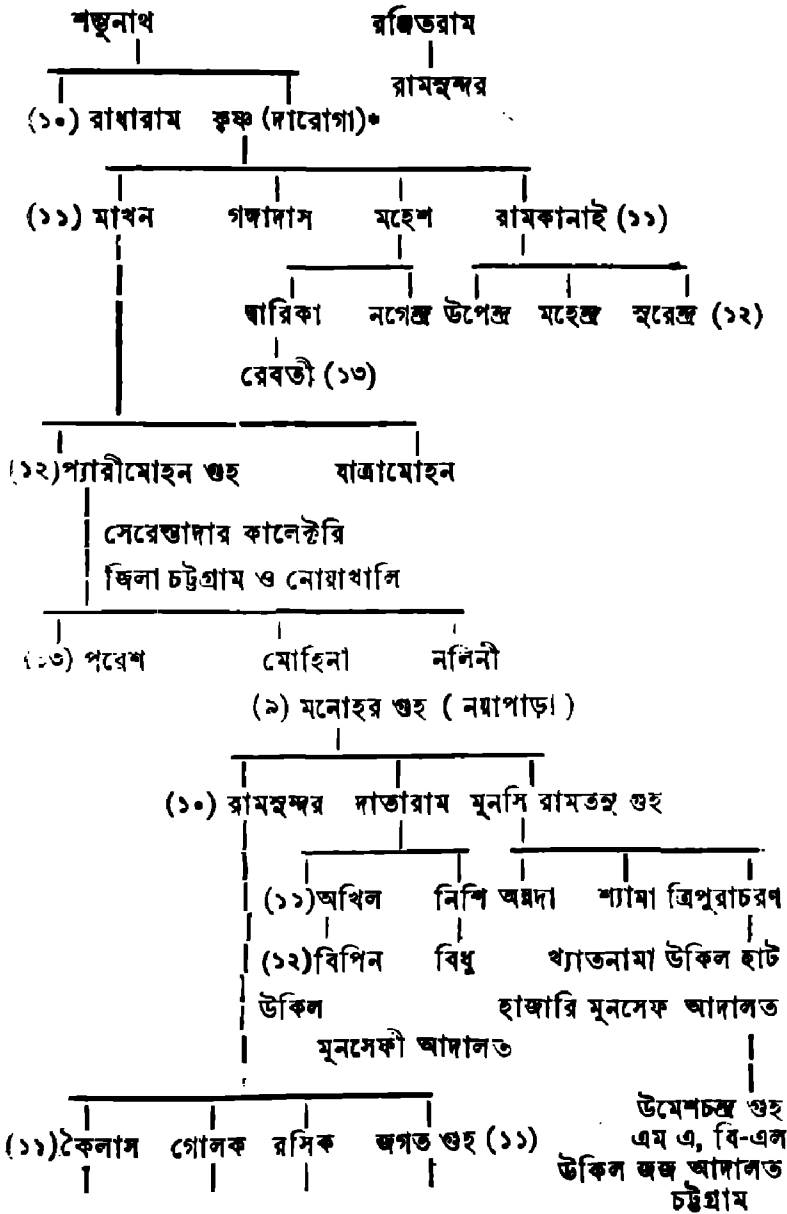 শম্ভুনাথ রঞ্জিতরাম
রামসুন্দর
(১০) রাধারাম কৃষ্ণ (দারোগা)*
(১১) মাখন গঙ্গাদাস মহেশ রামকানাই (১১)
দ্বারিকা নগেন্দ্র উপেন্দ্র মহেন্দ্র সুরেন্দ্র (১২)
রেবতী (১৩)
(১২) প্যারীমোহন গুহ যাত্রামোহন
সেরেস্তাদার কালেক্টরি
জিলা চট্টগ্রাম ও নোয়াখালি
(১৩) পরেশ মোহিনী নলিনী
(৯) মনোহর গুহ ( নয়াপাড়া )
(১০) রামসুন্দর দাতারাম মুনসি রামতনু গুহ
(১১) অখিল নিশি অন্নদা শ্যামা ত্রিপুরাচরণ
(১২) বিপিন বিধু খ্যাতনামা উকিল হাট
উকিল হাজারি মুনসেফ আদালত
মুনসেফী আদালত
উমেশচন্দ্র গুহ
(১১) কৈলাস গোলক রসিক জগত গুহ (১১) এম এ, বি-এল
উকিল জজ আদালত
চট্টগ্রাম